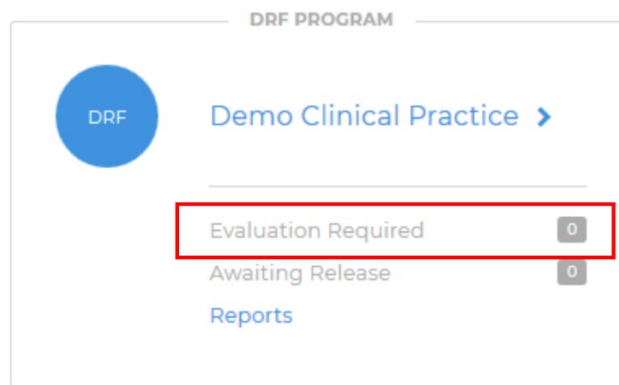 DRF PROGRAM
DRF
Demo Clinical Practice
Evaluation Required 0
Awaiting Release 0
Reports